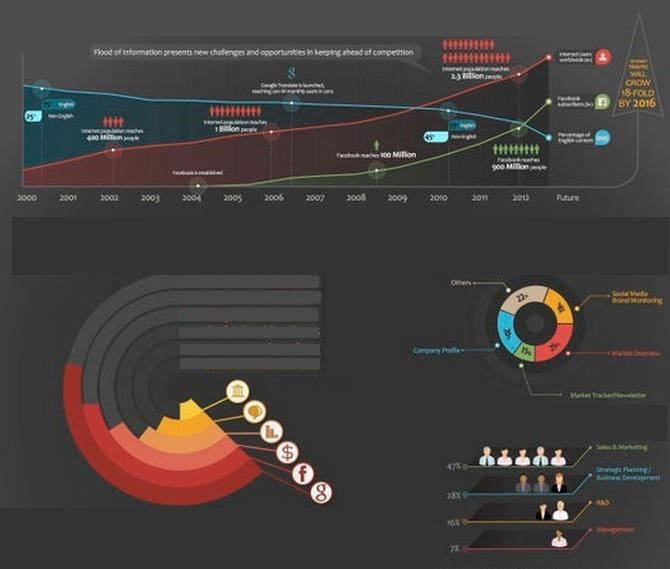 Flood of Information presents new challenges and opportunities in keeping ahead of competition
Internet population reaches
2.3 Billion people
Internet Users
Google Translate is launched,
English
25%
Non-English
Internet population reaches
400 Million people
Internet population reaches
1 Billion people
Facebook is established
Facebook reaches 100 Million
English
45%
Non-English
Facebook reaches
900 Million people
Facebook
Percentage of
English content
INTERNET
TRAFFIC
WILL
GROW
18-FOLD
BY 2016
2000 2001 2002 2003 2004 2005 2006 2007 2008 2009 2010 2011 2012 Future
Others
22%
Social Media
Brand Monitoring
Company Profile
Market Overview
Market Tracker/Newsletter
$
f
g
47%
Sales & Marketing
28%
Strategic Planning /
Business Development
16%
R&D
7%
Management